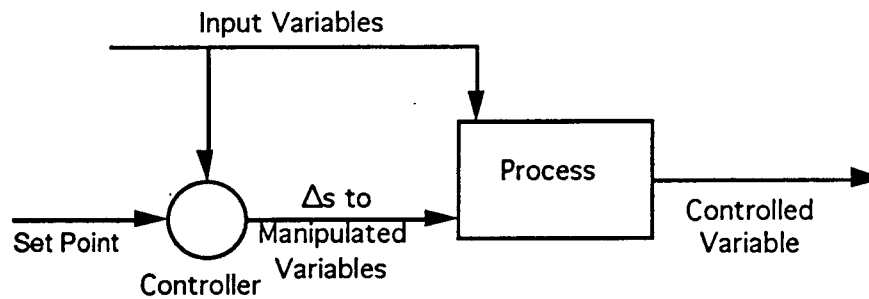 Input Variables
Process
Δs to
Manipulated
Variables
Set Point
Controller
Controlled
Variable